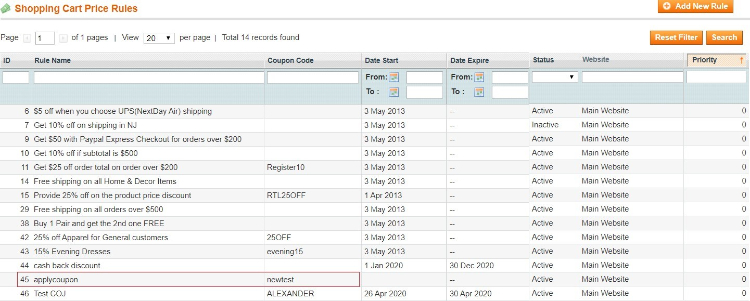 Shopping Cart Price Rules
Add New Rule
Page 1 of 1 pages | View 20 per page | Total 14 records found
Reset Filter Search
ID Rule Name Coupon Code Date Start Date Expire Status Website Priority
From: From:
To : To :
6 $5 off when you choose UPS(NextDay Air) shipping 3 May 2013 -- Active Main Website 0
7 Get 10% off on shipping in NJ 3 May 2013 -- Inactive Main Website 0
9 Get $50 with Paypal Express Checkout for orders over $200 3 May 2013 -- Active Main Website 0
10 Get 10% off if subtotal is $500 3 May 2013 -- Active Main Website 0
11 Get $25 off order total on order over $200 Register10 3 May 2013 -- Active Main Website 0
14 Free shipping on all Home & Decor Items 3 May 2013 -- Active Main Website 0
15 Provide 25% off on the product price discount RTL25OFF 1 Apr 2013 -- Active Main Website 0
29 Free shipping on all orders over $500 3 May 2013 -- Active Main Website 0
38 Buy 1 Pair and get the 2nd one FREE 3 May 2013 -- Active Main Website 0
42 25% off Apparel for General customers 25OFF 3 May 2013 -- Active Main Website 0
43 15% Evening Dresses evening15 3 May 2013 -- Active Main Website 0
44 cash back discount 1 Jan 2020 30 Dec 2020 Active Main Website 0
45 applycoupon newtest -- Active Main Website 0
46 Test COJ ALEXANDER 26 Apr 2020 30 Apr 2020 Active Main Website 0